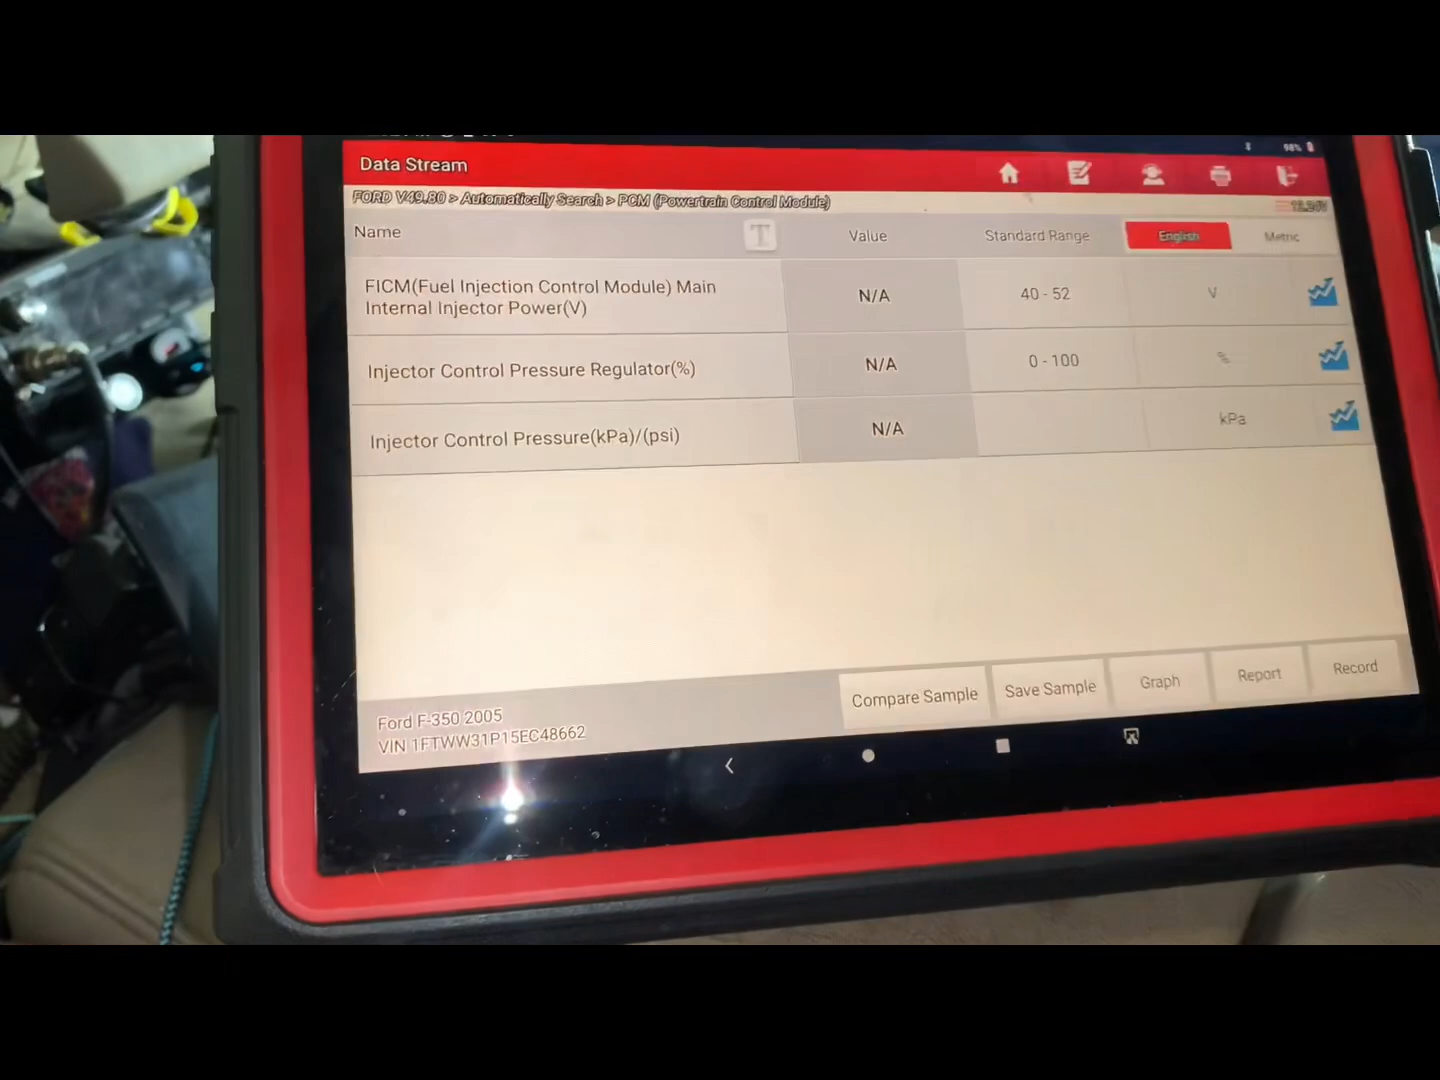 98%
Data Stream
FORD V49.80 > Automatically Search > PCM (Powertrain Control Module)
Name T Value Standard Range English Metric
FICM(Fuel Injection Control Module) Main
Internal Injector Power(V)
N/A 40 - 52 V
Injector Control Pressure Regulator(%) N/A 0 - 100 %
Injector Control Pressure(kPa)/(psi) N/A kPa
Compare Sample Save Sample Graph Report Record
Ford F-350 2005
VIN 1FTWW31P15EC48662